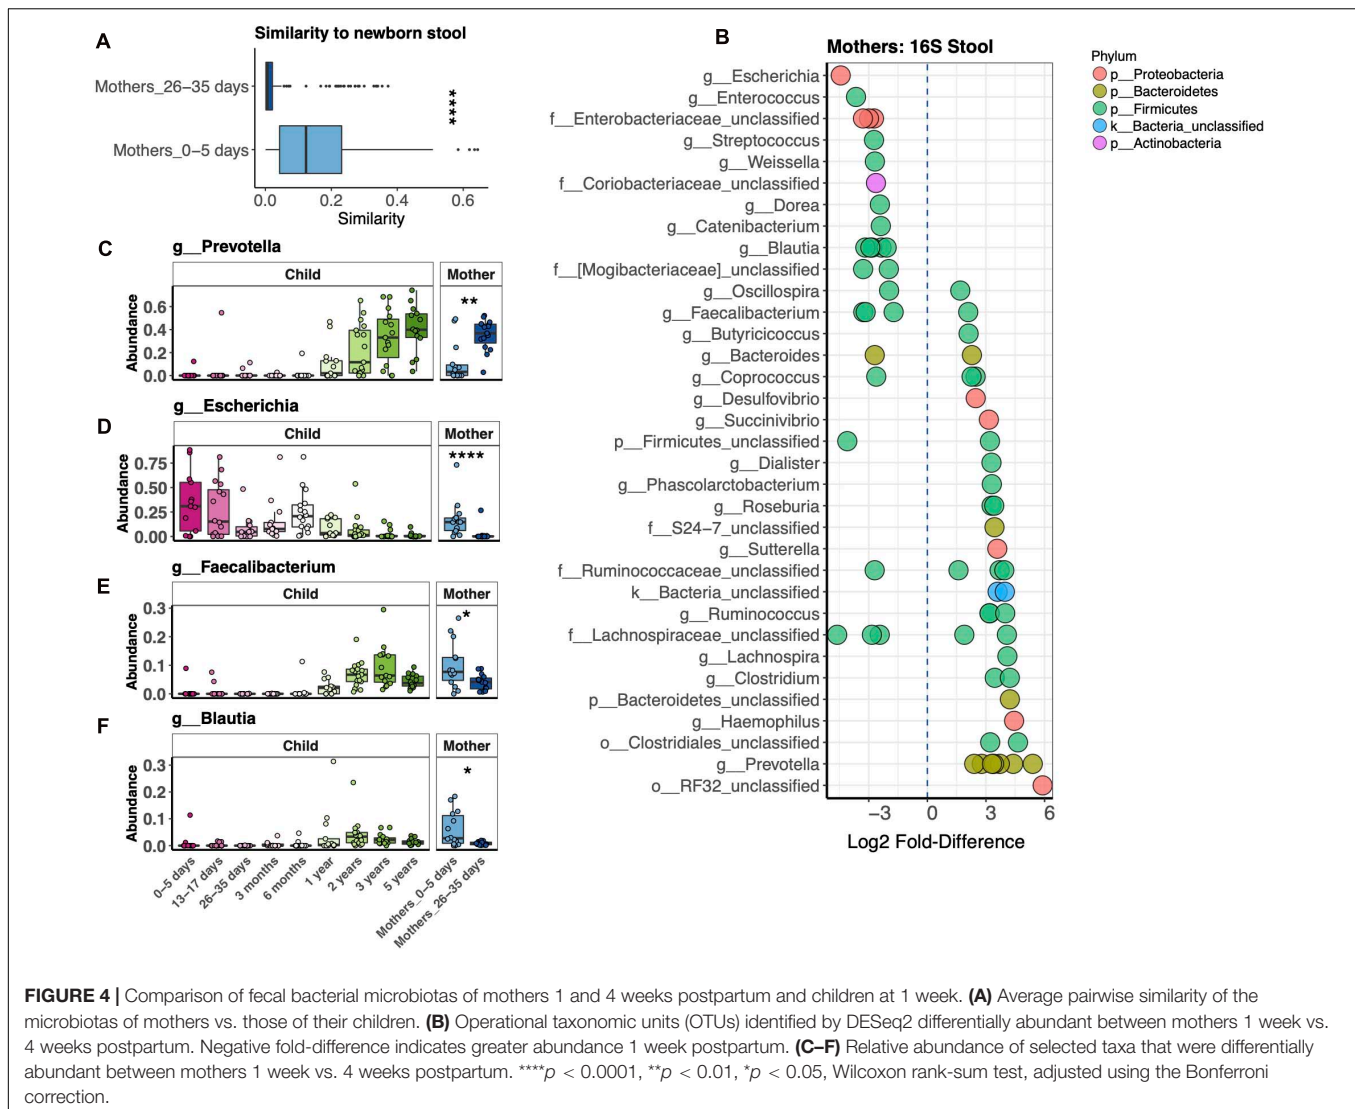 A
Similarity to newborn stool
Mothers_26–35 days
Mothers_0–5 days
****
0.0 0.2 0.4 0.6
Similarity
B
Mothers: 16S Stool
g__Escherichia
g__Enterococcus
f__Enterobacteriaceae_unclassified
g__Streptococcus
g__Weissella
f__Coriobacteriaceae_unclassified
g__Dorea
g__Catenibacterium
g__Blautia
f__[Mogibacteriaceae]_unclassified
g__Oscillospira
g__Faecalibacterium
g__Butyricicoccus
g__Bacteroides
g__Coprococcus
g__Desulfovibrio
g__Succinivibrio
p__Firmicutes_unclassified
g__Dialister
g__Phascolarctobacterium
g__Roseburia
f__S24–7_unclassified
g__Sutterella
f__Ruminococcaceae_unclassified
k__Bacteria_unclassified
g__Ruminococcus
f__Lachnospiraceae_unclassified
g__Lachnospira
g__Clostridium
p__Bacteroidetes_unclassified
g__Haemophilus
o__Clostridiales_unclassified
g__Prevotella
o__RF32_unclassified
−3 0 3 6
Log2 Fold-Difference
Phylum
p__Proteobacteria
p__Bacteroidetes
p__Firmicutes
k__Bacteria_unclassified
p__Actinobacteria
C
g__Prevotella
Child Mother
**
Abundance
0.6
0.4
0.2
0.0
D
g__Escherichia
Child Mother
****
Abundance
0.75
0.50
0.25
0.00
E
g__Faecalibacterium
Child Mother
*
Abundance
0.3
0.2
0.1
0.0
F
g__Blautia
Child Mother
*
Abundance
0.3
0.2
0.1
0.0
0–5 days
13–17 days
26–35 days
3 months
6 months
1 year
2 years
3 years
5 years
Mothers_0–5 days
Mothers_26–35 days
FIGURE 4 | Comparison of fecal bacterial microbiotas of mothers 1 and 4 weeks postpartum and children at 1 week. (A) Average pairwise similarity of the
microbiotas of mothers vs. those of their children. (B) Operational taxonomic units (OTUs) identified by DESeq2 differentially abundant between mothers 1 week vs.
4 weeks postpartum. Negative fold-difference indicates greater abundance 1 week postpartum. (C–F) Relative abundance of selected taxa that were differentially
abundant between mothers 1 week vs. 4 weeks postpartum. ****p < 0.0001, **p < 0.01, *p < 0.05, Wilcoxon rank-sum test, adjusted using the Bonferroni
correction.